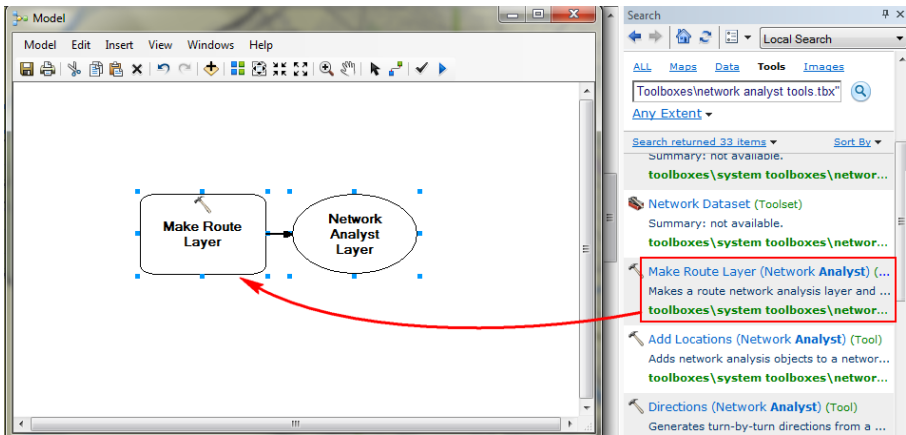 Model
Model Edit Insert View Windows Help
Make Route
Layer
Network
Analyst
Layer
Search
Local Search
ALL Maps Data Tools Images
Toolboxes\network analyst tools.tbx"
Any Extent
Search returned 33 items Sort By
Summary: not available.
toolboxes\system toolboxes\networ...
Network Dataset (Toolset)
Summary: not available.
toolboxes\system toolboxes\networ...
Make Route Layer (Network Analyst) (...
Makes a route network analysis layer and ...
toolboxes\system toolboxes\networ...
Add Locations (Network Analyst) (Tool)
Adds network analysis objects to a networ...
toolboxes\system toolboxes\networ...
Directions (Network Analyst) (Tool)
Generates turn-by-turn directions from a ...